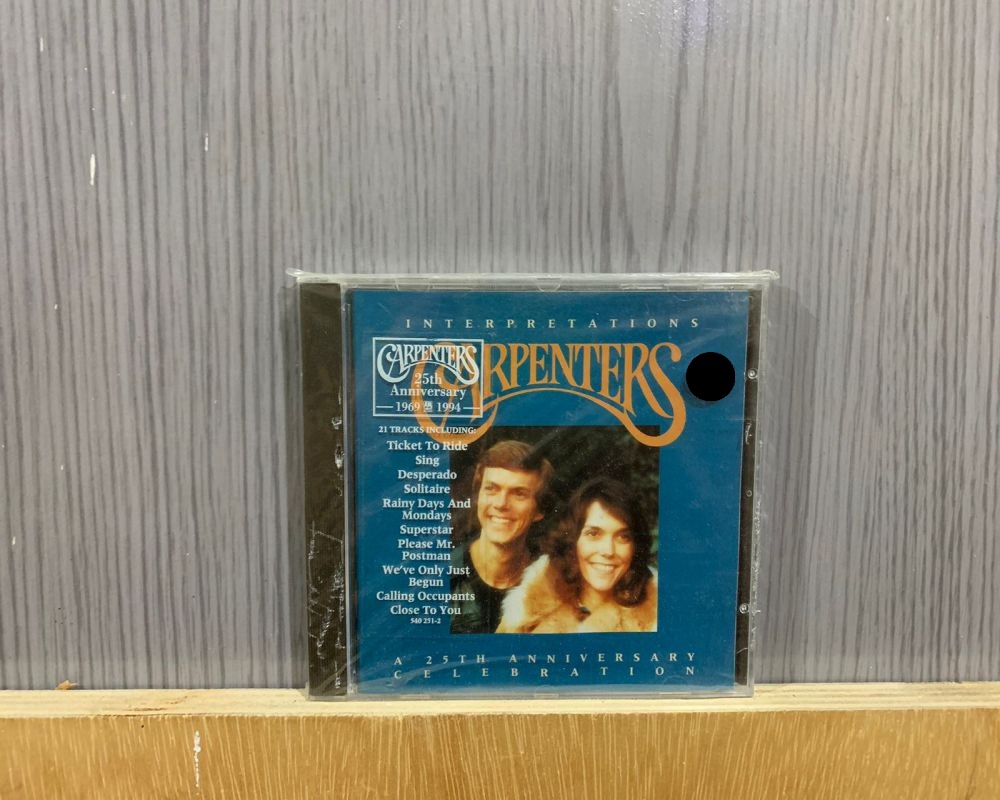 INTERPRETATIONS
CARPENTERS
CARPENTERS
25th
Anniversary
1969 AM 1994
21 TRACKS INCLUDING:
Ticket To Ride
Sing
Desperado
Solitaire
Rainy Days And
Mondays
Superstar
Please Mr.
Postman
We've Only Just
Begun
Calling Occupants
Close To You
540 251-2
A 25TH ANNIVERSARY
CELEBRATION